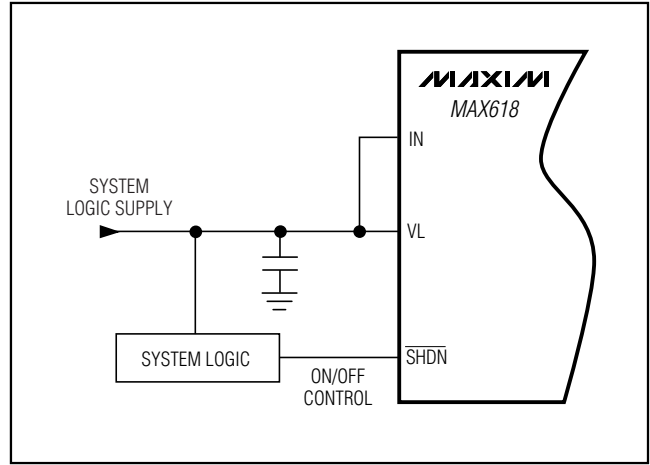 MAXIM
MAX618
IN
SYSTEM
LOGIC SUPPLY
VL
SYSTEM LOGIC
SHDN
ON/OFF
CONTROL